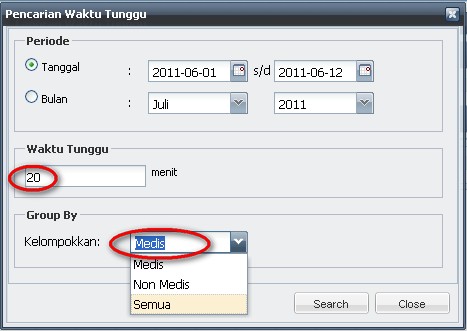 Pencarian Waktu Tunggu
Periode
Tanggal : 2011-06-01 s/d 2011-06-12
Bulan : Juli 2011
Waktu Tunggu
20 menit
Group By
Kelompokkan: Medis
Medis
Non Medis
Semua
Search Close